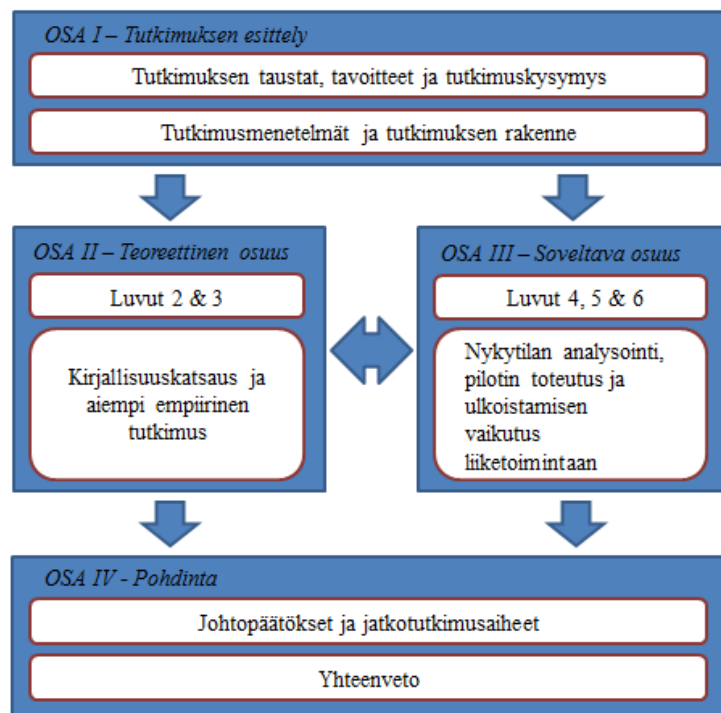 OSA I – Tutkimuksen esittely
Tutkimuksen taustat, tavoitteet ja tutkimuskysymys
Tutkimusmenetelmät ja tutkimuksen rakenne
OSA II – Teoreettinen osuus
Luvut 2 & 3
Kirjallisuuskatsaus ja
aiempi empiirinen
tutkimus
OSA III – Soveltava osuus
Luvut 4, 5 & 6
Nykytilan analysointi,
pilotin toteutus ja
ulkoistamisen
vaikutus
liiketoimintaan
OSA IV - Pohdinta
Johtopäätökset ja jatkotutkimusaiheet
Yhteenveto